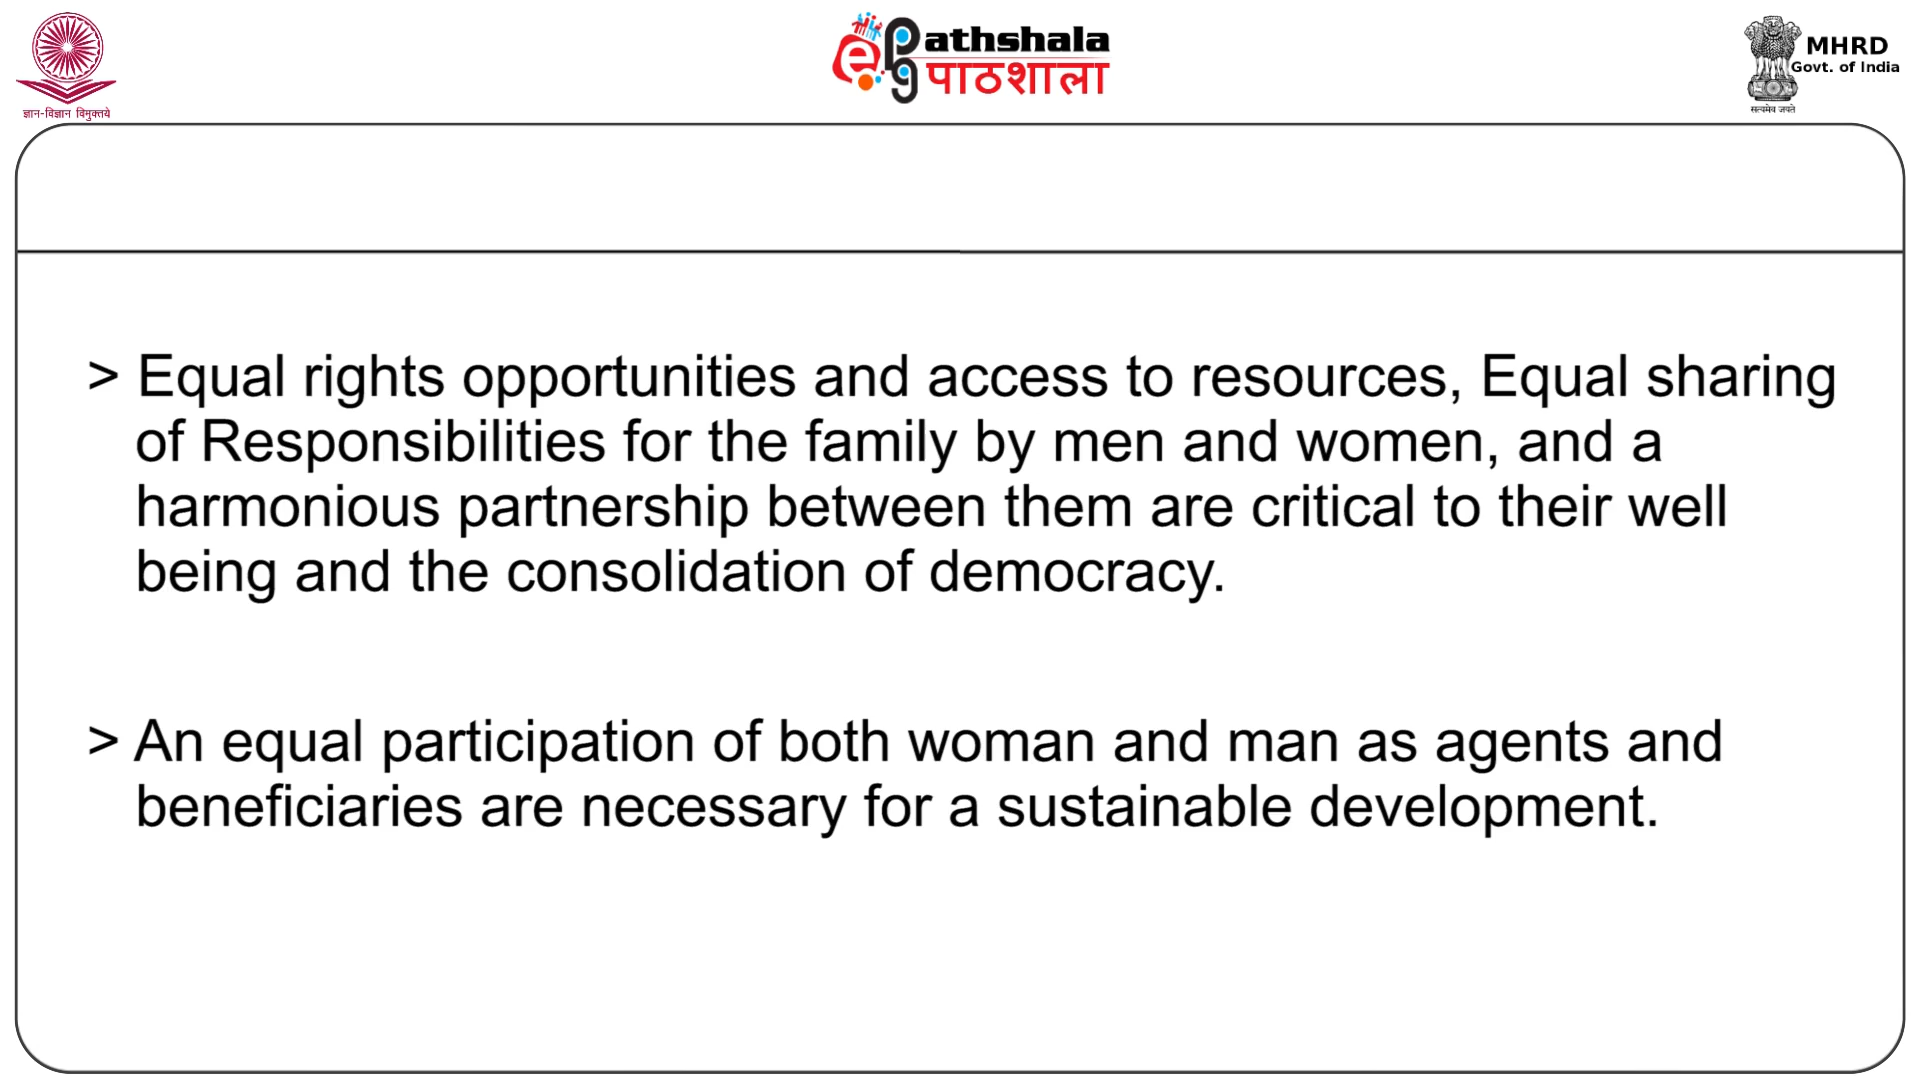 ज्ञान-विज्ञान विमुक्तये
e Pathshala
पाठशाला
pg
MHRD
Govt. of India
सत्यमेव जयते
> Equal rights opportunities and access to resources, Equal sharing
of Responsibilities for the family by men and women, and a
harmonious partnership between them are critical to their well
being and the consolidation of democracy.
> An equal participation of both woman and man as agents and
beneficiaries are necessary for a sustainable development.